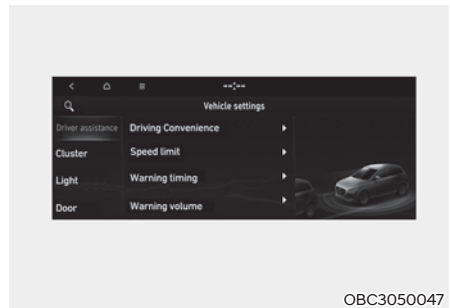 --:--
Vehicle settings
Driver assistance
Driving Convenience
Cluster
Speed limit
Light
Warning timing
Door
Warning volume
OBC3050047